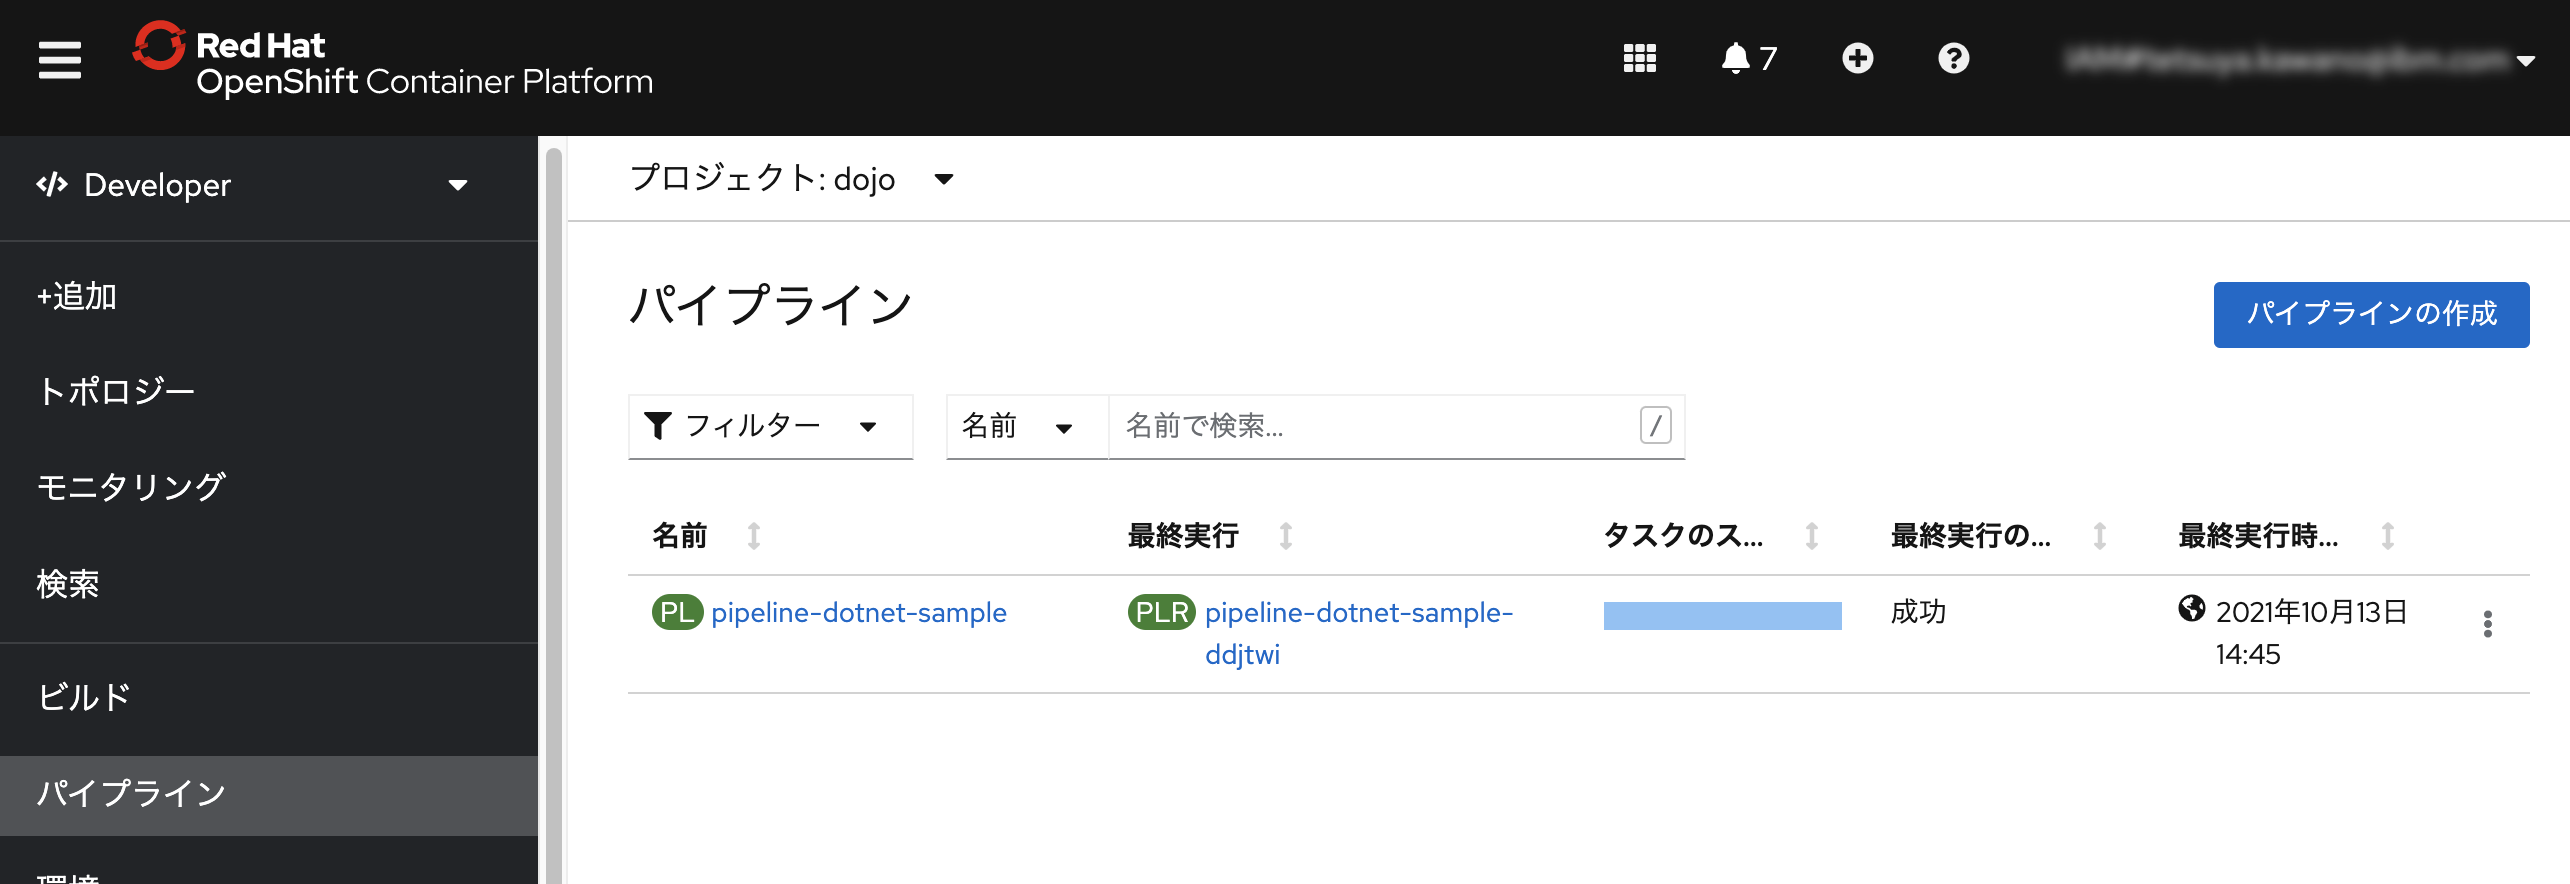 Red Hat
OpenShift Container Platform
7
Developer
プロジェクト: dojo
+追加
トポロジー
モニタリング
検索
ビルド
パイプライン
環境
パイプライン
パイプラインの作成
フィルター
名前
名前で検索...
/
名前 最終実行 タスクのス... 最終実行の... 最終実行時...
PL pipeline-dotnet-sample PLR pipeline-dotnet-sample- 成功 2021年10月13日
ddjtwi 14:45